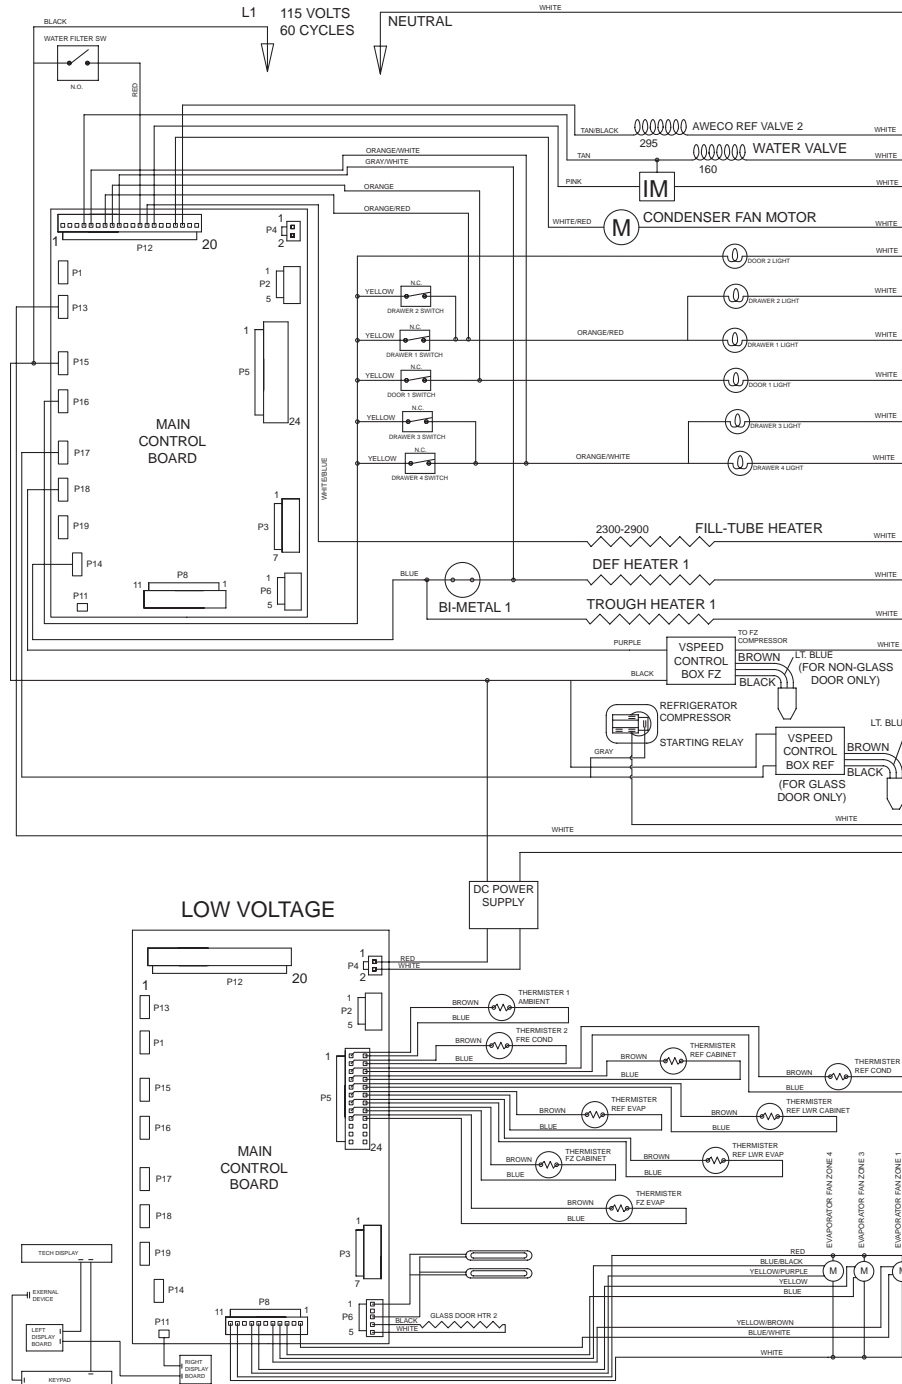 L1 115 VOLTS
60 CYCLES
NEUTRAL
WHITE
BLACK
WATER FILTER SW
N.O.
RED
TAN/BLACK
295
AWECO REF VALVE 2
WHITE
ORANGE/WHITE
GRAY/WHITE
TAN
160
WATER VALVE
WHITE
ORANGE
PINK
IM
WHITE
ORANGE/RED
WHITE/RED
M
CONDENSER FAN MOTOR
WHITE
1
P12
20
1
P4
2
DOOR 2 LIGHT
WHITE
P1
1
P2
5
YELLOW
N.C.
DRAWER 2 SWITCH
DRAWER 2 LIGHT
WHITE
P13
1
P5
24
YELLOW
N.C.
DRAWER 1 SWITCH
ORANGE/RED
DRAWER 1 LIGHT
WHITE
P15
YELLOW
N.C.
DOOR 1 SWITCH
DOOR 1 LIGHT
WHITE
P16
MAIN
CONTROL
BOARD
YELLOW
N.C.
DRAWER 3 SWITCH
DRAWER 3 LIGHT
WHITE
P17
WHITE/BLUE
YELLOW
N.C.
DRAWER 4 SWITCH
ORANGE/WHITE
DRAWER 4 LIGHT
WHITE
P18
P19
1
P3
7
2300-2900
FILL-TUBE HEATER
WHITE
P14
P8
11
1
1
P6
5
BLUE
BI-METAL 1
DEF HEATER 1
WHITE
P11
TROUGH HEATER 1
WHITE
PURPLE
VSPEED
CONTROL
BOX FZ
TO FZ
COMPRESSOR
WHITE
BLACK
BROWN
BLACK
LT. BLUE
(FOR NON-GLASS
DOOR ONLY)
REFRIGERATOR
COMPRESSOR
STARTING RELAY
GRAY
VSPEED
CONTROL
BOX REF
LT. BLU
BROWN
BLACK
(FOR GLASS
DOOR ONLY)
WHITE
WHITE
DC POWER
SUPPLY
LOW VOLTAGE
1
P12
20
1
P4
2
RED
WHITE
P13
1
P2
5
BROWN
BLUE
THERMISTER 1
AMBIENT
P1
1
P5
24
BROWN
BLUE
THERMISTER 2
FRE COND
BROWN
BLUE
THERMISTER
REF CABINET
BROWN
BLUE
THERMISTER
REF COND
P15
BROWN
BLUE
THERMISTER
REF EVAP
BROWN
BLUE
THERMISTER
REF LWR CABINET
P16
MAIN
CONTROL
BOARD
BROWN
BLUE
THERMISTER
FZ CABINET
BROWN
BLUE
THERMISTER
REF LWR EVAP
P17
BROWN
BLUE
THERMISTER
FZ EVAP
P18
P19
1
P3
7
EVAPORATOR FAN ZONE 4
EVAPORATOR FAN ZONE 3
EVAPORATOR FAN ZONE 1
RED
BLUE/BLACK
YELLOW/PURPLE
YELLOW
BLUE
M
M
M
P14
P8
11
1
P11
1
P6
5
BLACK
WHITE
GLASS DOOR HTR 2
YELLOW/BROWN
BLUE/WHITE
WHITE
TECH DISPLAY
EXERNAL
DEVICE
LEFT
DISPLAY
BOARD
RIGHT
DISPLAY
BOARD
KEYPAD